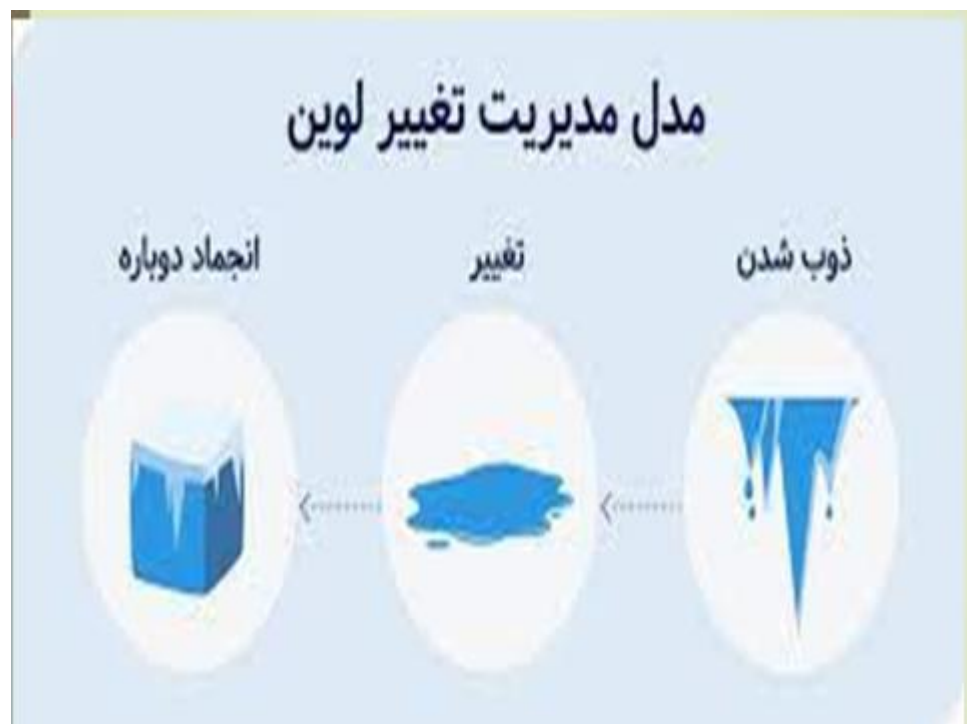 مدل مدیریت تغییر لوین
ذوب شدن
تغییر
انجماد دوباره